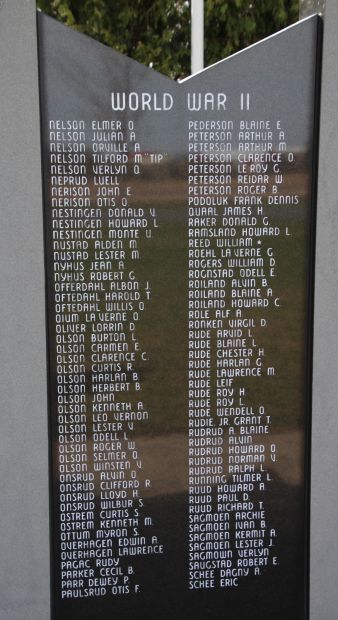 WORLD WAR II
NELSON ELMER O.
NELSON JULIAN A.
NELSON ORVILLE A.
NELSON TILFORD M "TIP"
NELSON VERLYN O.
NEPRUD LUELL
NERISON JOHN E.
NERISON OTIS O.
NESTINGEN DONALD V.
NESTINGEN HOWARD L.
NESTINGEN MONTE U.
NUSTAD ALDEN M.
NUSTAD LESTER M.
NYHUS JEAN A.
NYHUS ROBERT G.
OFFERDAHL ALBON J.
OFTEDAHL HAROLD T.
OFTEDAHL WILLIS O.
OIUM LA VERNE O.
OLIVER LORRIN D.
OLSON BURTON L.
OLSON CARMEN E.
OLSON CLARENCE C.
OLSON CURTIS R.
OLSON HARLAN B.
OLSON HERBERT B.
OLSON JOHN
OLSON KENNETH A.
OLSON LEO VERNON
OLSON LESTER V.
OLSON ODELL L.
OLSON ROGER W.
OLSON SELMER O.
OLSON WINSTEN V.
ONSRUD ALVIN O.
ONSRUD CLIFFORD R.
ONSRUD LLOYD H.
ONSRUD WILBUR S.
OSTREM CURTIS S.
OSTREM KENNETH M.
OTTUM MYRON S.
OVERHAGEN EDWIN A.
OVERHAGEN LAWRENCE
PAGAC RUDY
PARKER CECIL B.
PARR DEWEY P.
PAULSRUD OTIS F.
PEDERSON BLAINE E.
PETERSON ARTHUR A.
PETERSON ARTHUR M.
PETERSON CLARENCE O.
PETERSON LE ROY G.
PETERSON REIDAR W.
PETERSON ROGER B.
PODOLUK FRANK DENNIS
QUAAL JAMES H.
RAKER DONALD G.
RAMSLAND HOWARD L.
REED WILLIAM *
ROEHL LA VERNE G.
ROGERS WILLIAM D.
ROGNSTAD ODELL E.
ROILAND ALVIN B.
ROILAND BLAINE A.
ROILAND HOWARD C.
ROLE ALF A.
RONKEN VIRGIL D.
RUDE ARVID L.
RUDE BLAINE L.
RUDE CHESTER H.
RUDE HARLAN G.
RUDE LAWRENCE M.
RUDE LEIF
RUDE ROY H.
RUDE ROY L.
RUDE WENDELL O.
RUDIE, JR. GRANT T.
RUDRUD A. BLAINE
RUDRUD ALVIN
RUDRUD HOWARD O.
RUDRUD NORMAN V.
RUDRUD RALPH L.
RUNNING TILMER L.
RUUD HOWARD A.
RUUD PAUL D.
RUUD RICHARD T.
SAGMOEN ARCHIE
SAGMOEN IVAN B.
SAGMOEN KERMIT A.
SAGMOEN LESTER J.
SAGMOWN VERLYN
SAUGSTAD ROBERT E.
SCHEE DAGNY A.
SCHEE ERIC